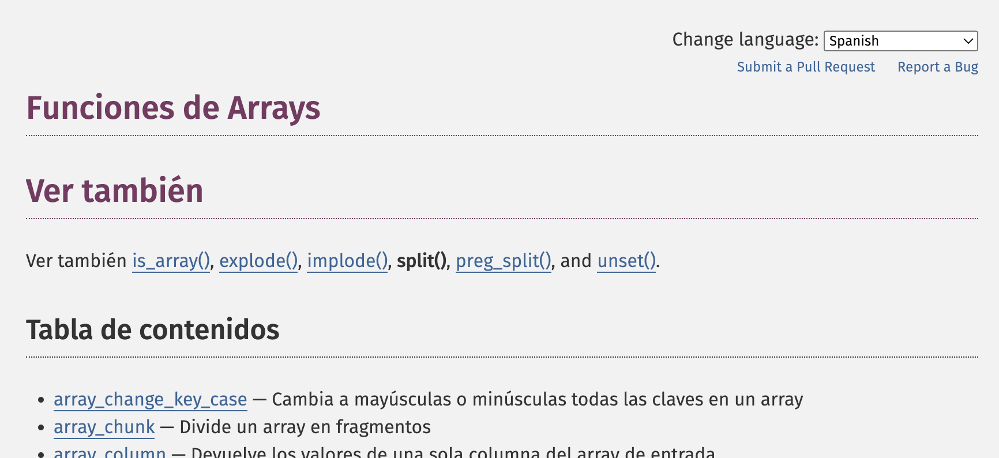 Change language: Spanish
Submit a Pull Request Report a Bug
Funciones de Arrays
Ver también
Ver también is_array(), explode(), implode(), split(), preg_split(), and unset().
Tabla de contenidos
• array_change_key_case — Cambia a mayúsculas o minúsculas todas las claves en un array
• array_chunk — Divide un array en fragmentos
• array_column — Devuelve los valores de una sola columna del array de entrada